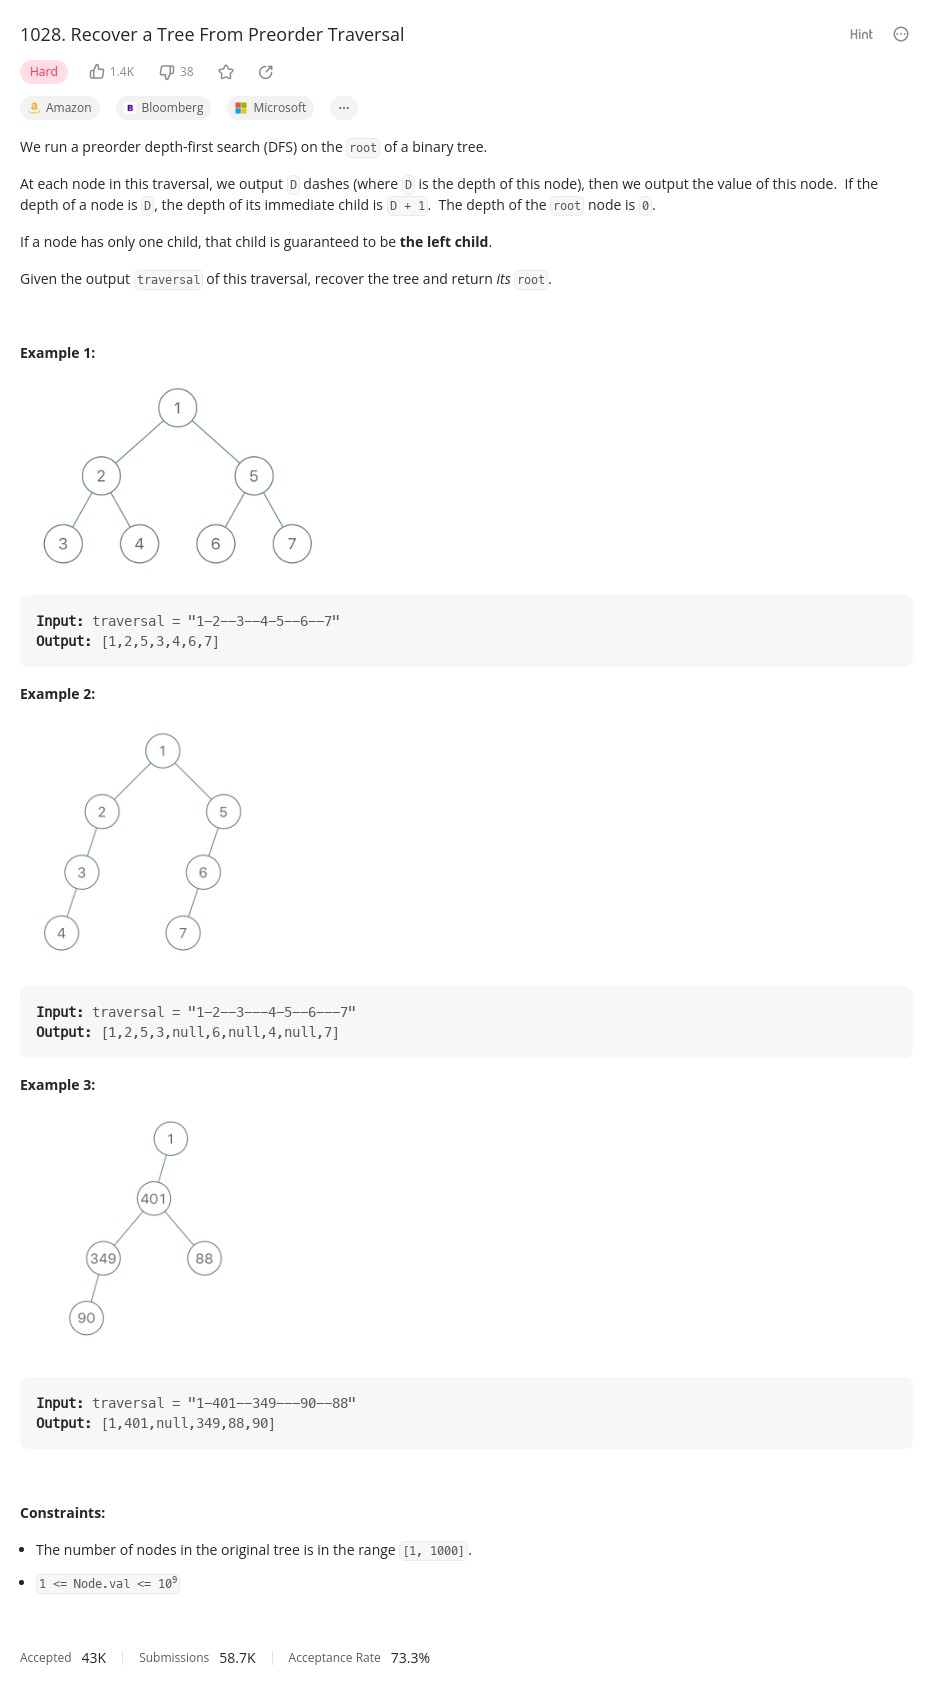 1028. Recover a Tree From Preorder Traversal
Hint
Hard 1.4K 38
Amazon Bloomberg Microsoft
We run a preorder depth-first search (DFS) on the root of a binary tree.
At each node in this traversal, we output D dashes (where D is the depth of this node), then we output the value of this node.  If the
depth of a node is D, the depth of its immediate child is D + 1.  The depth of the root node is 0.
If a node has only one child, that child is guaranteed to be the left child.
Given the output traversal of this traversal, recover the tree and return its root.
Example 1:
1
2 5
3 4 6 7
Input: traversal = "1-2--3--4-5--6--7"
Output: [1,2,5,3,4,6,7]
Example 2:
1
2 5
3 6
4 7
Input: traversal = "1-2--3---4-5--6---7"
Output: [1,2,5,3,null,6,null,4,null,7]
Example 3:
1
401
349 88
90
Input: traversal = "1-401--349---90--88"
Output: [1,401,null,349,88,90]
Constraints:
• The number of nodes in the original tree is in the range [1, 1000].
• 1 <= Node.val <= 10⁹
Accepted 43K Submissions 58.7K Acceptance Rate 73.3%